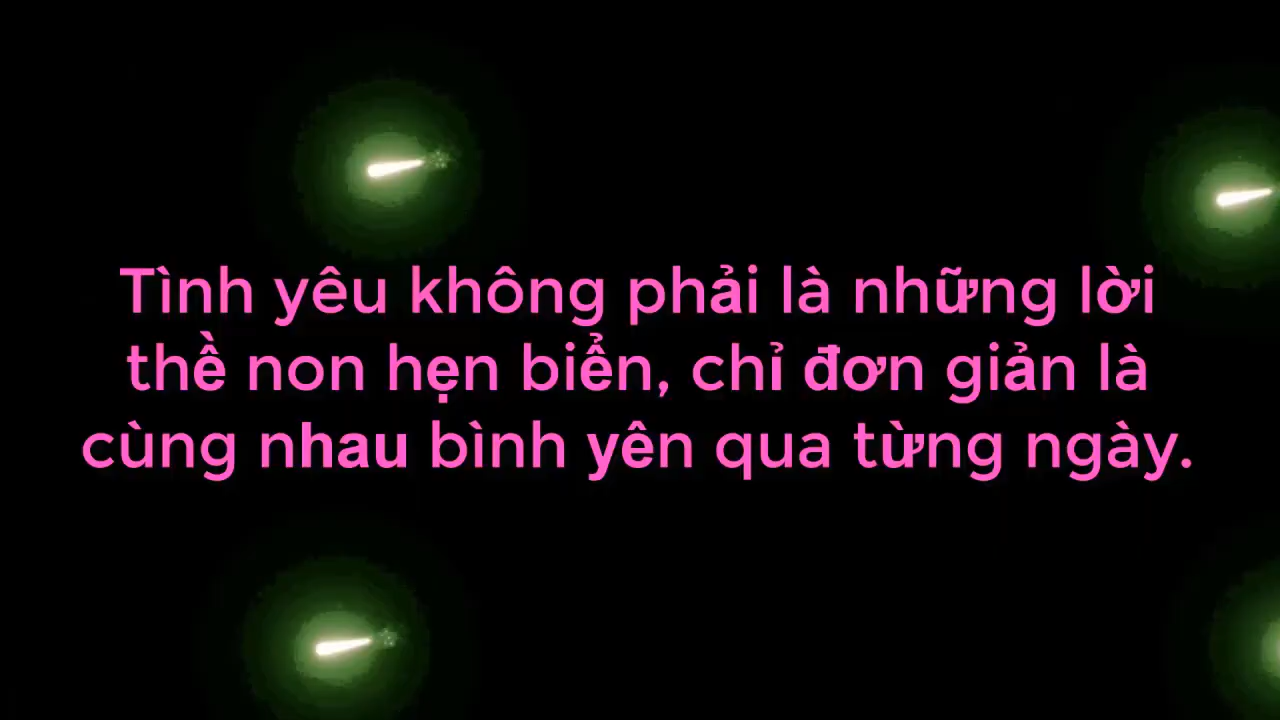 Tình yêu không phải là những lời
thề non hẹn biển, chỉ đơn giản là
cùng nhau bình yên qua từng ngày.